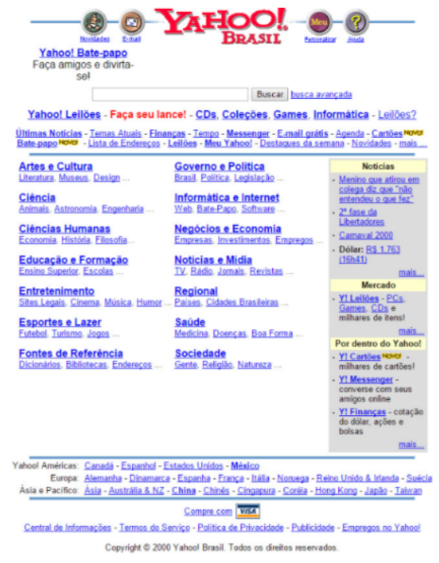 Novidades E-mail YAHOO! BRASIL Meu Personalizar Ajuda
Yahoo! Bate-papo
Faça amigos e divirta-
se!
Buscar busca avançada
Yahoo! Leilões - Faça seu lance! - CDs, Coleções, Games, Informática - Leilões?
Últimas Notícias - Temas Atuais - Finanças - Tempo - Messenger - E.mail grátis - Agenda - Cartões Novo!
Bate-papo Novo! - Lista de Endereços - Leilões - Meu Yahoo! - Destaques da semana - Novidades - mais...
Artes e Cultura
Literatura, Museus, Design ...
Ciência
Animais, Astronomia, Engenharia ...
Ciências Humanas
Economia, História, Filosofia...
Educação e Formação
Ensino Superior, Escolas ...
Entretenimento
Sites Legais, Cinema, Música, Humor ...
Esportes e Lazer
Futebol, Turismo, Jogos ...
Fontes de Referência
Dicionários, Bibliotecas, Endereços ...
Governo e Política
Brasil, Política, Legislação ...
Informática e Internet
Web, Bate-Papo, Software ...
Negócios e Economia
Empresas, Investimentos, Empregos ...
Notícias e Mídia
TV, Rádio, Jornais, Revistas ...
Regional
Países, Cidades Brasileiras ...
Saúde
Medicina, Doenças, Boa Forma ...
Sociedade
Gente, Religião, Natureza ...
Notícias
- Menino que atirou em
colega diz que "não
entendeu o que fez"
- 2ª fase da
Libertadores
- Carnaval 2000
- Dólar: R$ 1,763
(16h41)
mais...
Mercado
- Y! Leilões - PCs,
Games, CDs e
milhares de itens!
mais...
Por dentro do Yahoo!
- Y! Cartões Novo! -
milhares de cartões!
- Y! Messenger -
converse com seus
amigos online
- Y! Finanças - cotação
do dólar, ações e
bolsas
mais...
Yahoo! Américas: Canadá - Espanhol - Estados Unidos - México
Europa: Alemanha - Dinamarca - Espanha - França - Itália - Noruega - Reino Unido & Irlanda - Suécia
Ásia e Pacífico: Ásia - Austrália & NZ - China - Chinês - Cingapura - Coréia - Hong Kong - Japão - Taiwan
Compre com VISA
Central de Informações - Termos do Serviço - Política de Privacidade - Publicidade - Empregos no Yahoo!
Copyright © 2000 Yahoo! Brasil. Todos os direitos reservados.